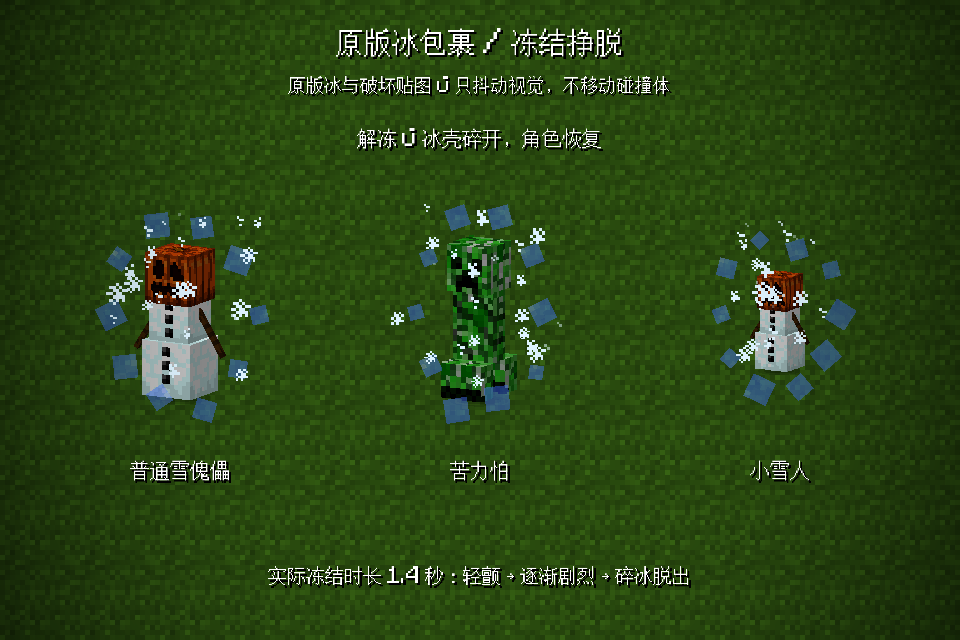 原版冰包裹 / 冻结挣脱
原版冰与破坏贴图 Ǔ 只抖动视觉，不移动碰撞体
解冻 Ǔ 冰壳碎开，角色恢复
普通雪傀儡
苦力怕
小雪人
实际冻结时长 1.4 秒：轻颤 → 逐渐剧烈 → 碎冰脱出